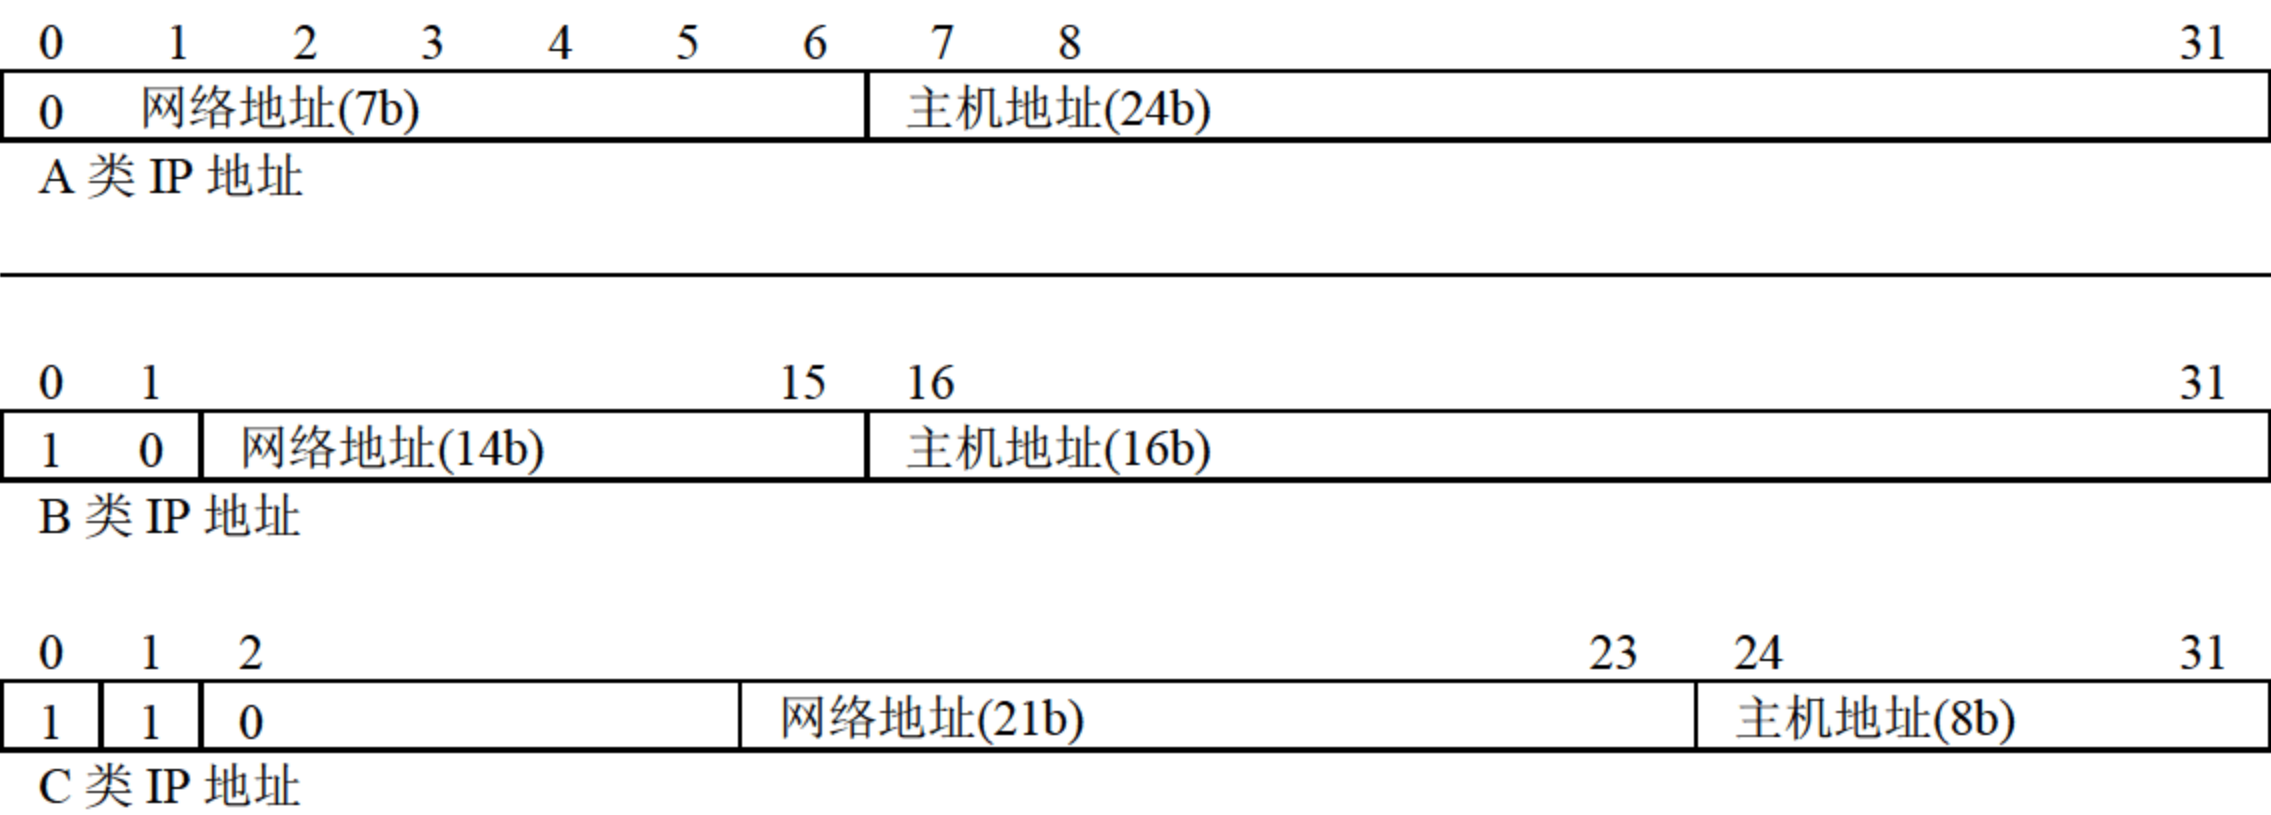 0 1 2 3 4 5 6 7 8 31
0 网络地址(7b) 主机地址(24b)
A 类 IP 地址
0 1 15 16 31
1 0 网络地址(14b) 主机地址(16b)
B 类 IP 地址
0 1 2 23 24 31
1 1 0 网络地址(21b) 主机地址(8b)
C 类 IP 地址